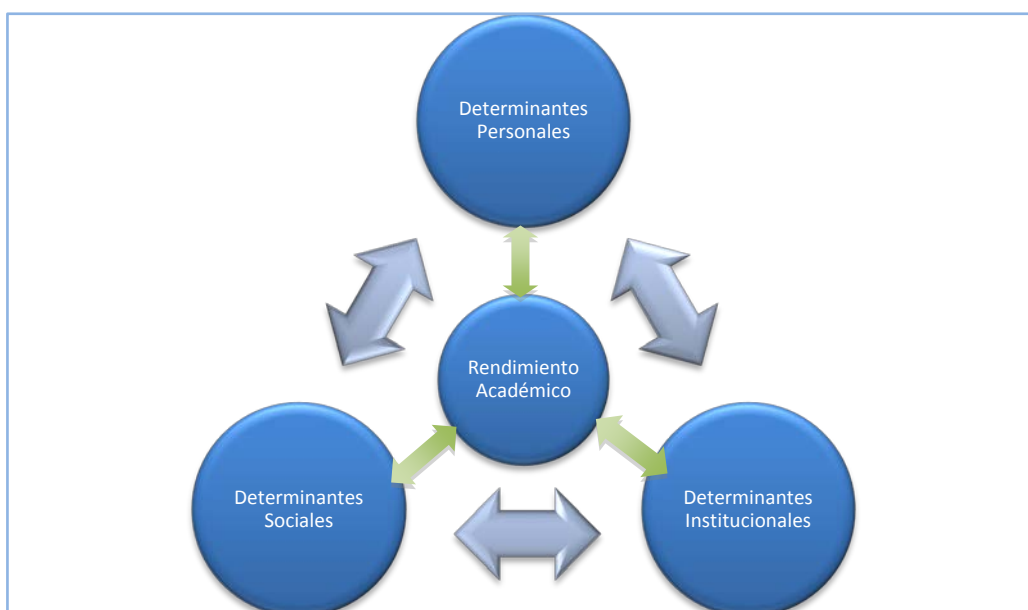 Determinantes
Personales
Rendimiento
Académico
Determinantes
Sociales
Determinantes
Institucionales